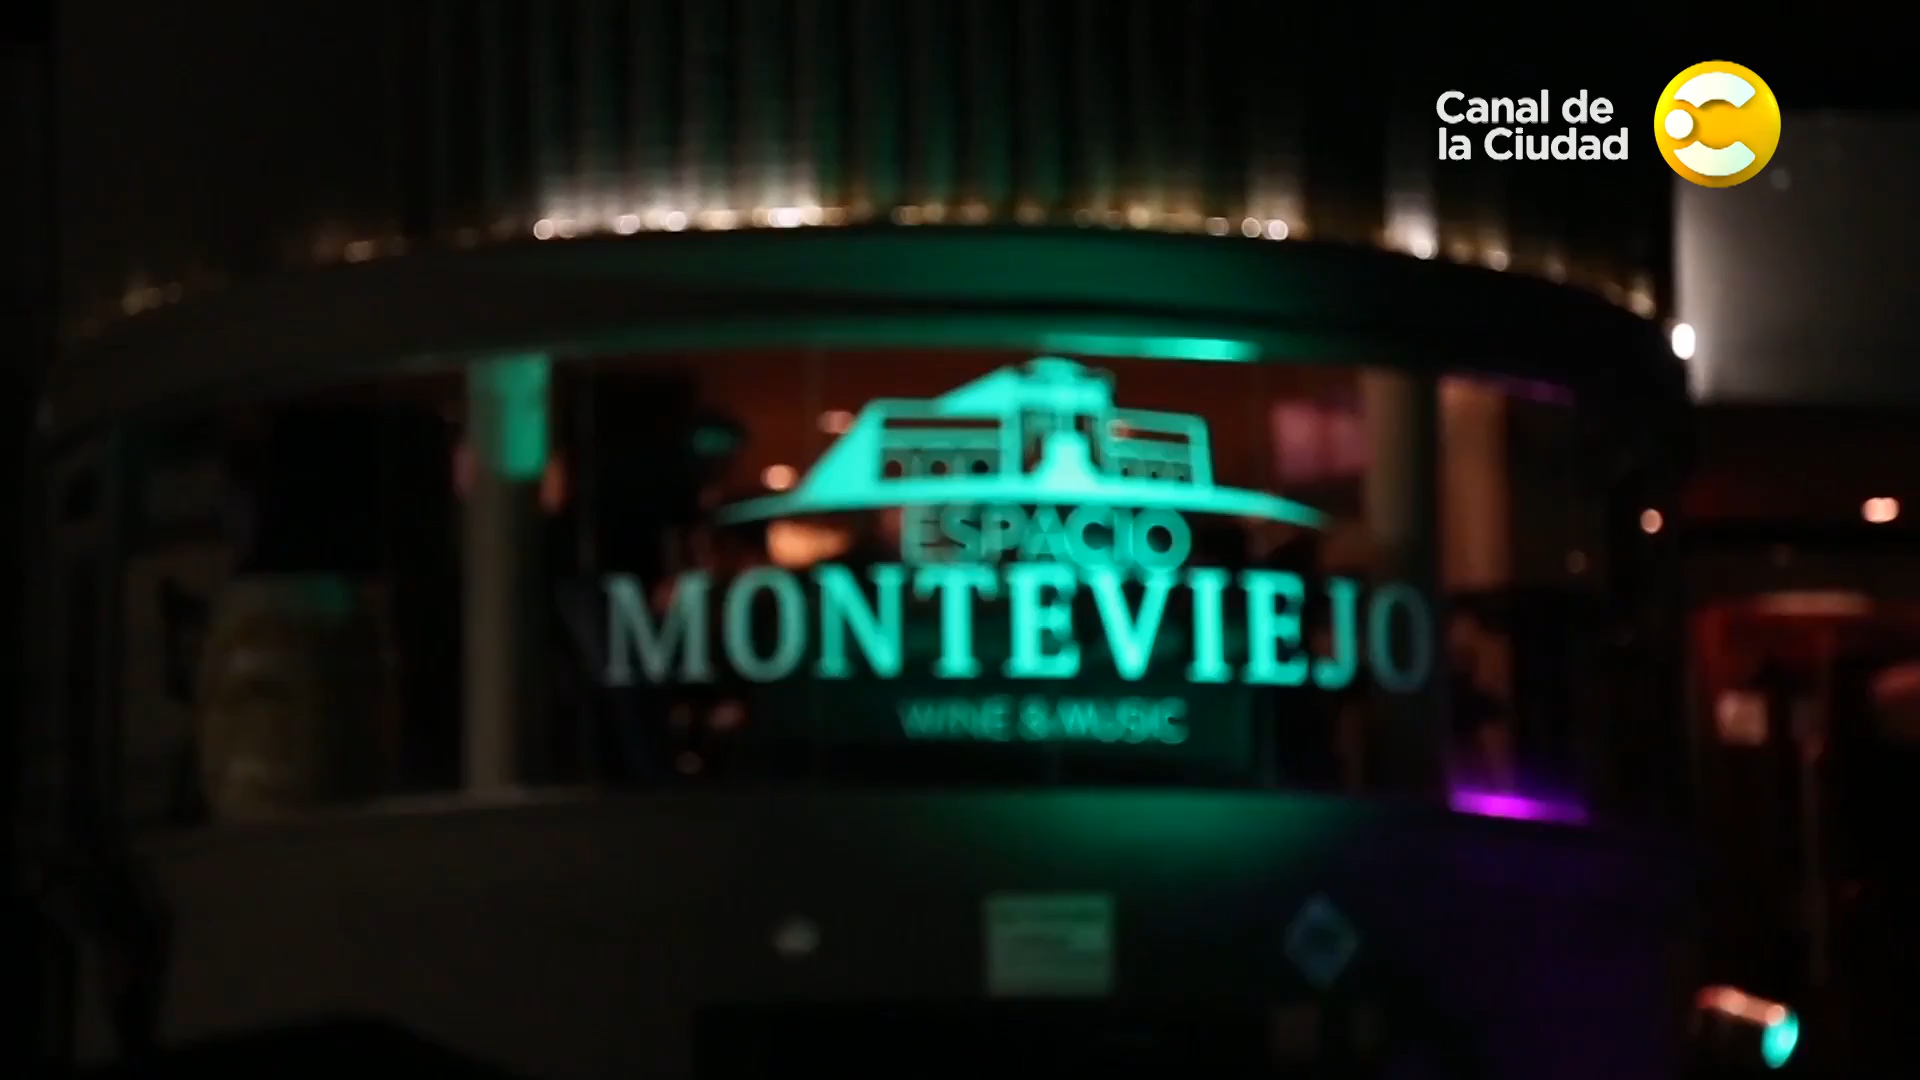 Canal de
la Ciudad
ESPACIO
MONTEVIEJO
WINE & MUSIC